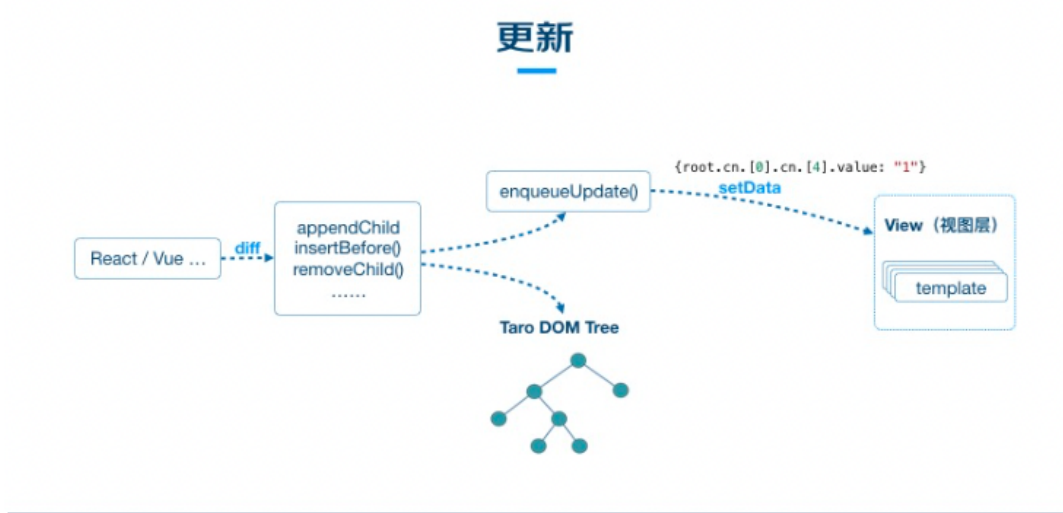 更新
React / Vue ...
diff
appendChild
insertBefore()
removeChild()
......
enqueueUpdate()
{root.cn.[0].cn.[4].value: "1"}
setData
View（视图层）
template
Taro DOM Tree